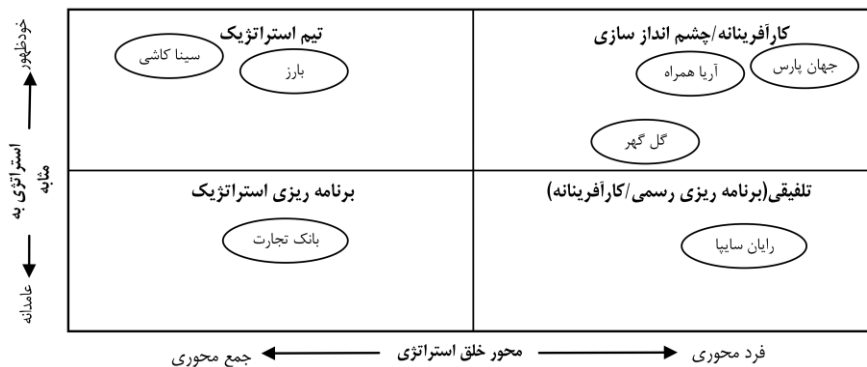 کارآفرینانه/چشم انداز سازی
جهان پارس
آریا همراه
گل گهر
تیم استراتژیک
بارز
سینا کاشی
تلفیقی(برنامه ریزی رسمی/کارآفرینانه)
رایان سایپا
برنامه ریزی استراتژیک
بانک تجارت
خودظهور
استراتژی به
مثابه
عامدانه
فرد محوری
محور خلق استراتژی
جمع محوری